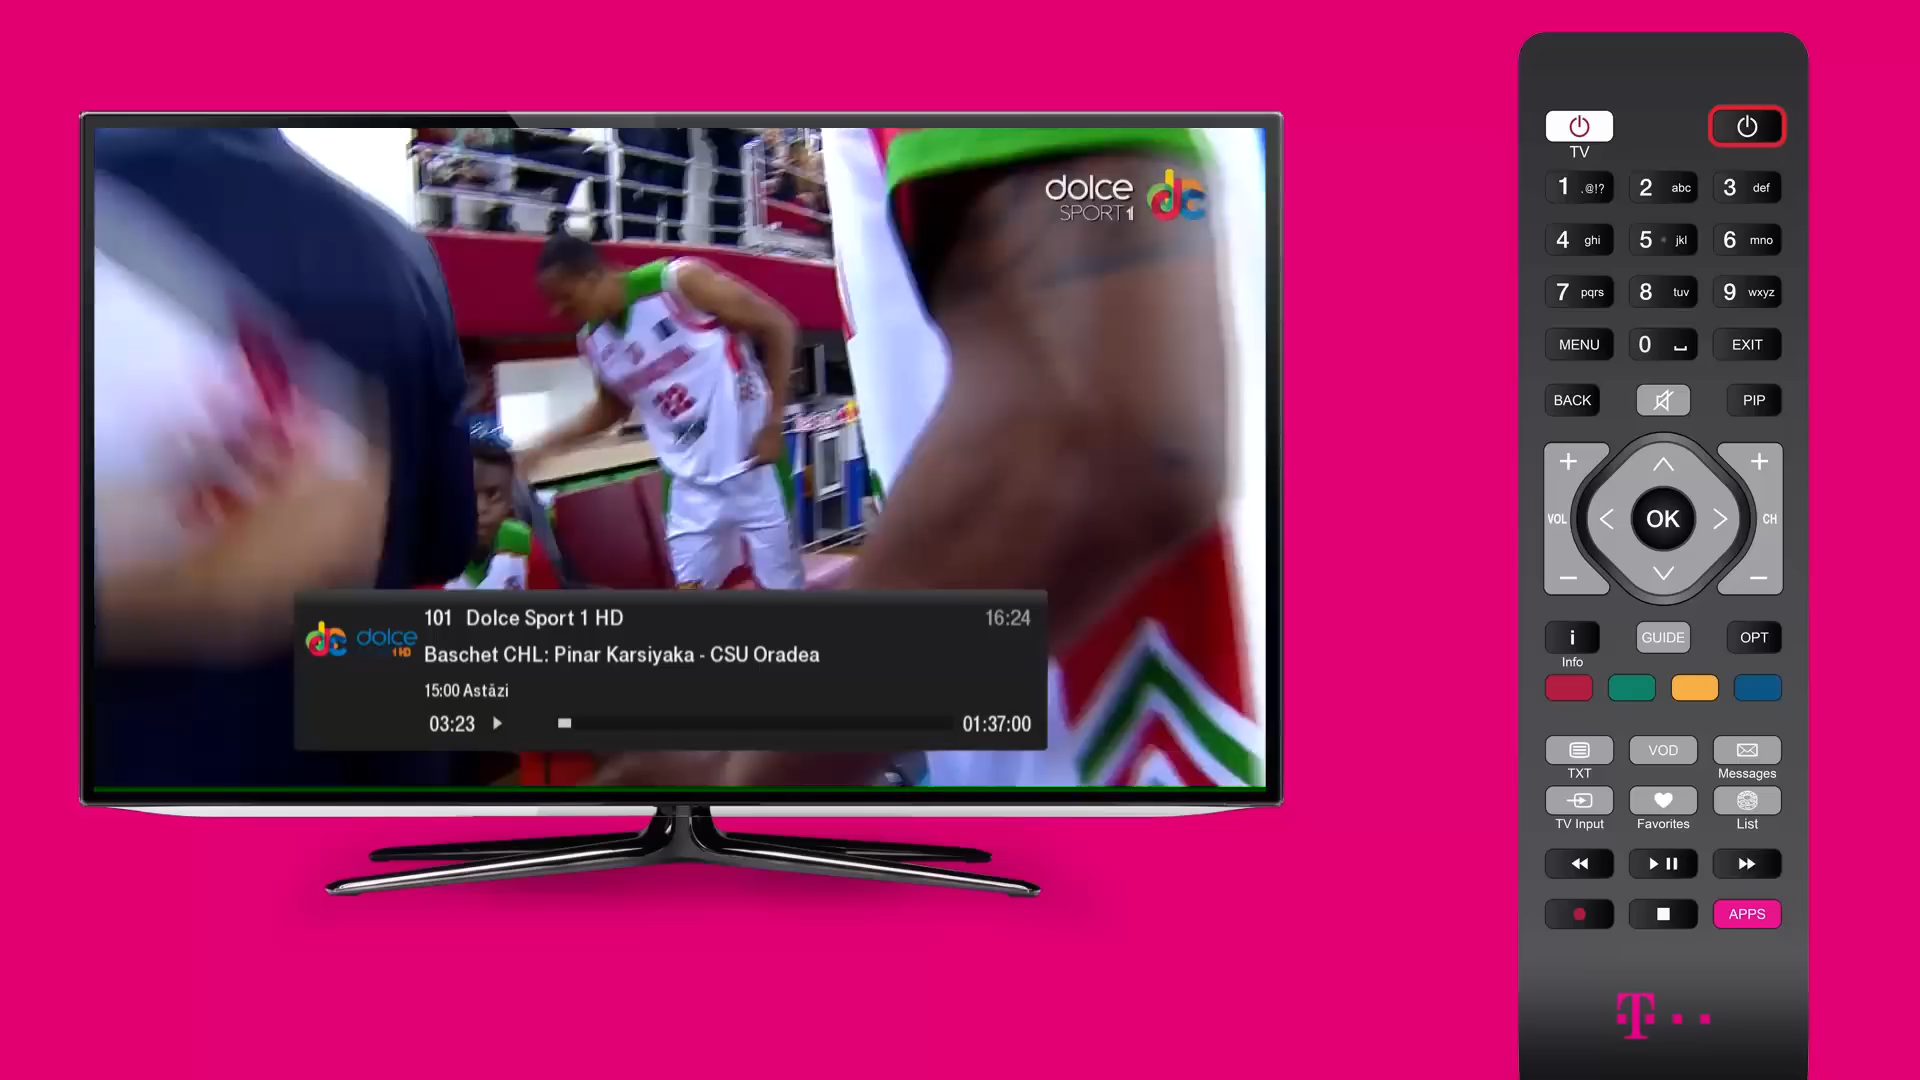 dolce
SPORT 1
101 Dolce Sport 1 HD
16:24
dolce
1 HD
Baschet CHL: Pinar Karsiyaka - CSU Oradea
15:00 Astăzi
03:23
01:37:00
22
TV
1 .@!?
2 abc
3 def
4 ghi
5 jkl
6 mno
7 pqrs
8 tuv
9 wxyz
MENU
0
EXIT
BACK
PIP
+
+
VOL
OK
CH
−
−
i
GUIDE
OPT
Info
VOD
TXT
Messages
TV Input
Favorites
List
APPS
T